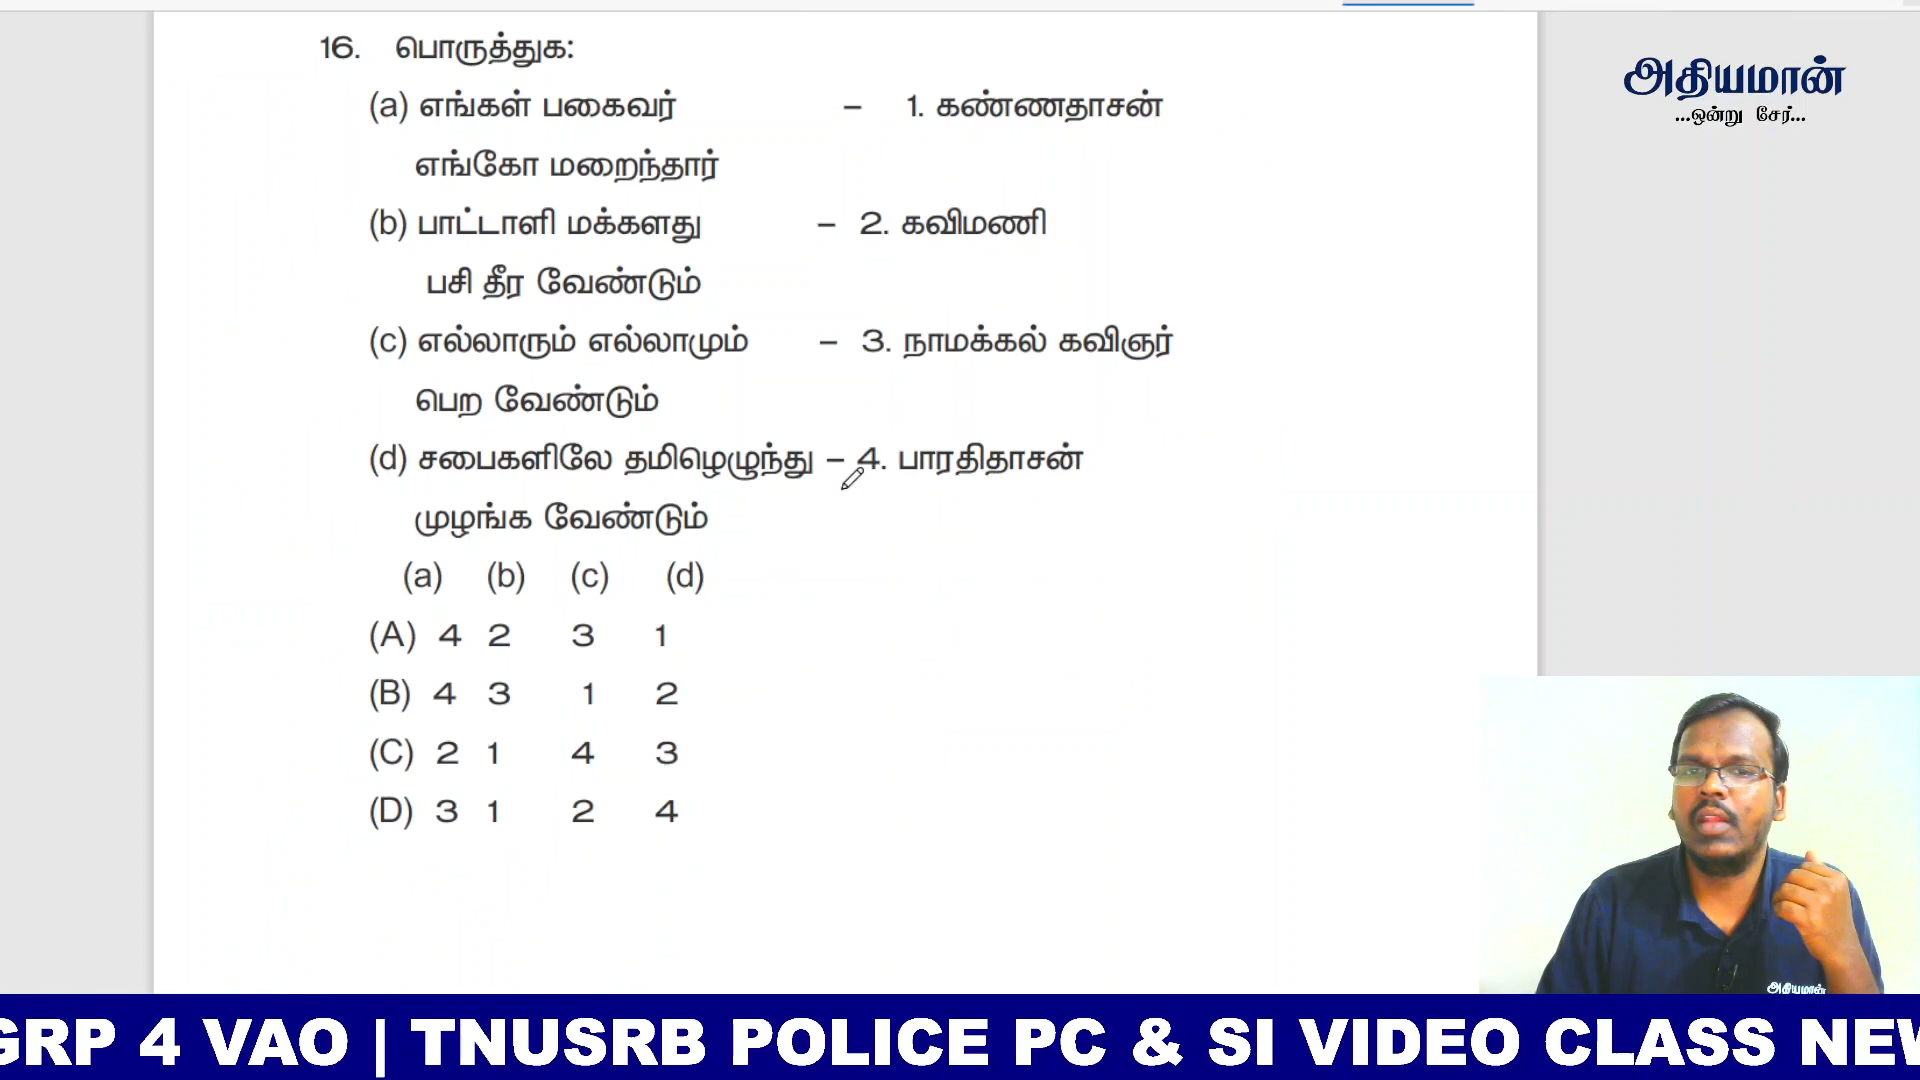 16. பொருத்துக:
அதியமான்
...ஒன்று சேர்...
(a) எங்கள் பகைவர் – 1. கண்ணதாசன்
எங்கோ மறைந்தார்
(b) பாட்டாளி மக்களது – 2. கவிமணி
பசி தீர வேண்டும்
(c) எல்லாரும் எல்லாமும் – 3. நாமக்கல் கவிஞர்
பெற வேண்டும்
(d) சபைகளிலே தமிழெழுந்து – 4. பாரதிதாசன்
முழங்க வேண்டும்
(a) (b) (c) (d)
(A) 4 2 3 1
(B) 4 3 1 2
(C) 2 1 4 3
(D) 3 1 2 4
அதியமான்
GRP 4 VAO | TNUSRB POLICE PC & SI VIDEO CLASS NEW